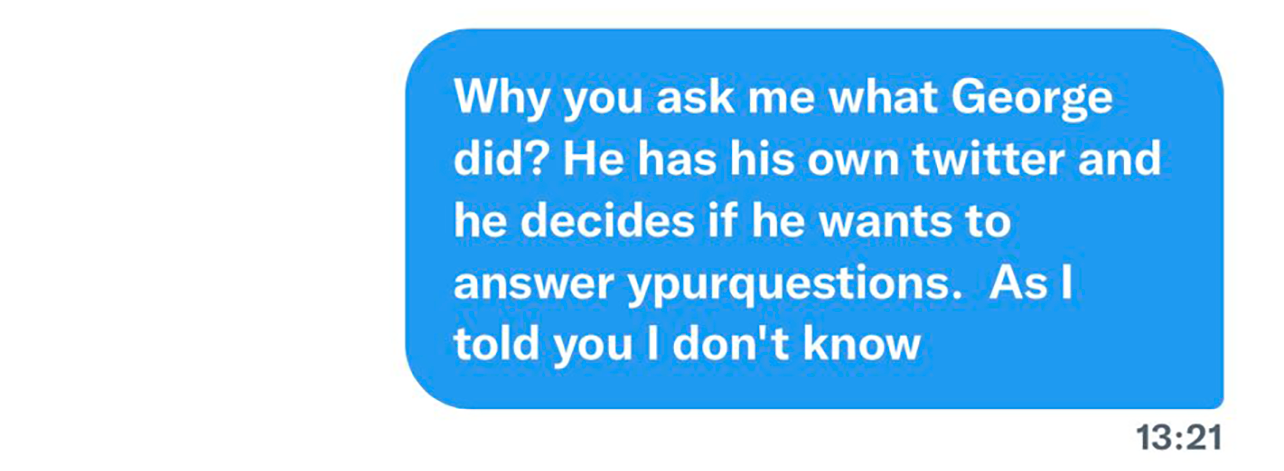 Why you ask me what George
did? He has his own twitter and
he decides if he wants to
answer ypurquestions.  As I
told you I don't know
13:21